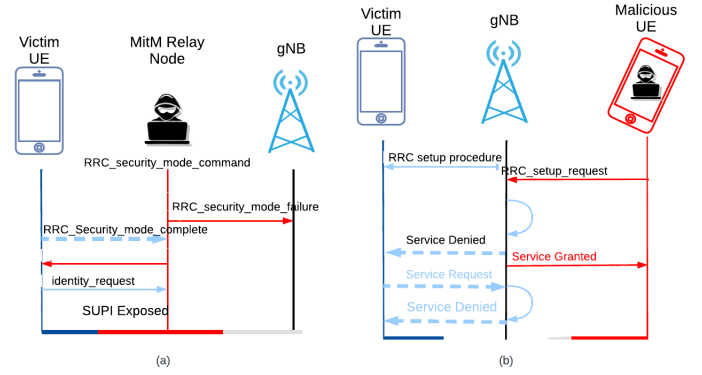 Victim
UE
MitM Relay
Node
gNB
RRC_security_mode_command
RRC_security_mode_failure
RRC_Security_mode_complete
identity_request
SUPI Exposed
(a)
Victim
UE
gNB
Malicious
UE
RRC setup procedure
RRC_setup_request
Service Denied
Service Granted
Service Request
Service Denied
(b)